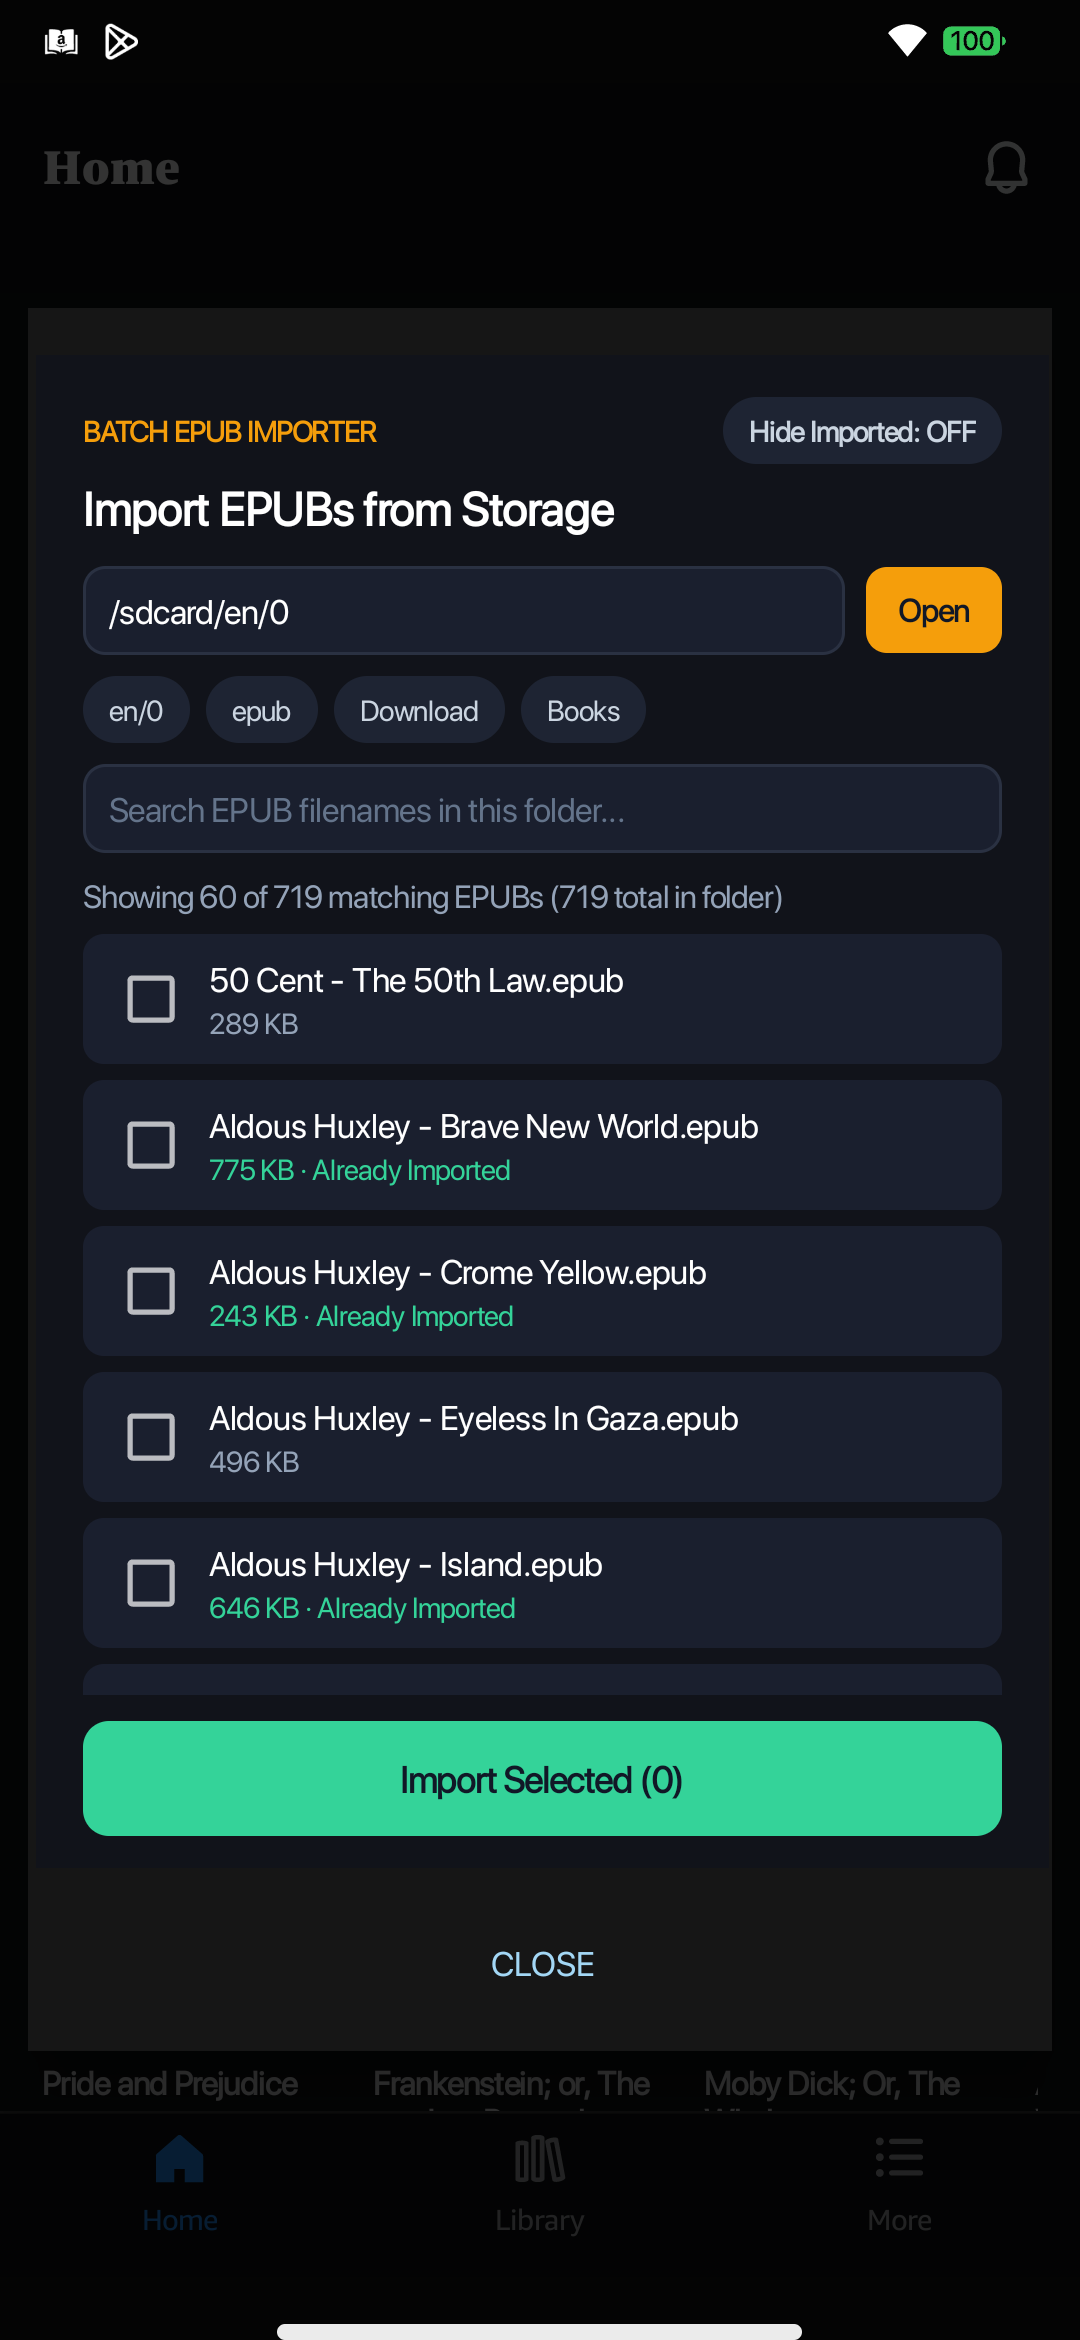 100
Home
BATCH EPUB IMPORTER
Hide Imported: OFF
Import EPUBs from Storage
/sdcard/en/0
Open
en/0
epub
Download
Books
Search EPUB filenames in this folder...
Showing 60 of 719 matching EPUBs (719 total in folder)
50 Cent - The 50th Law.epub
289 KB
Aldous Huxley - Brave New World.epub
775 KB · Already Imported
Aldous Huxley - Crome Yellow.epub
243 KB · Already Imported
Aldous Huxley - Eyeless In Gaza.epub
496 KB
Aldous Huxley - Island.epub
646 KB · Already Imported
Import Selected (0)
CLOSE
Pride and Prejudice
Frankenstein; or, The
Moby Dick; Or, The
Home
Library
More